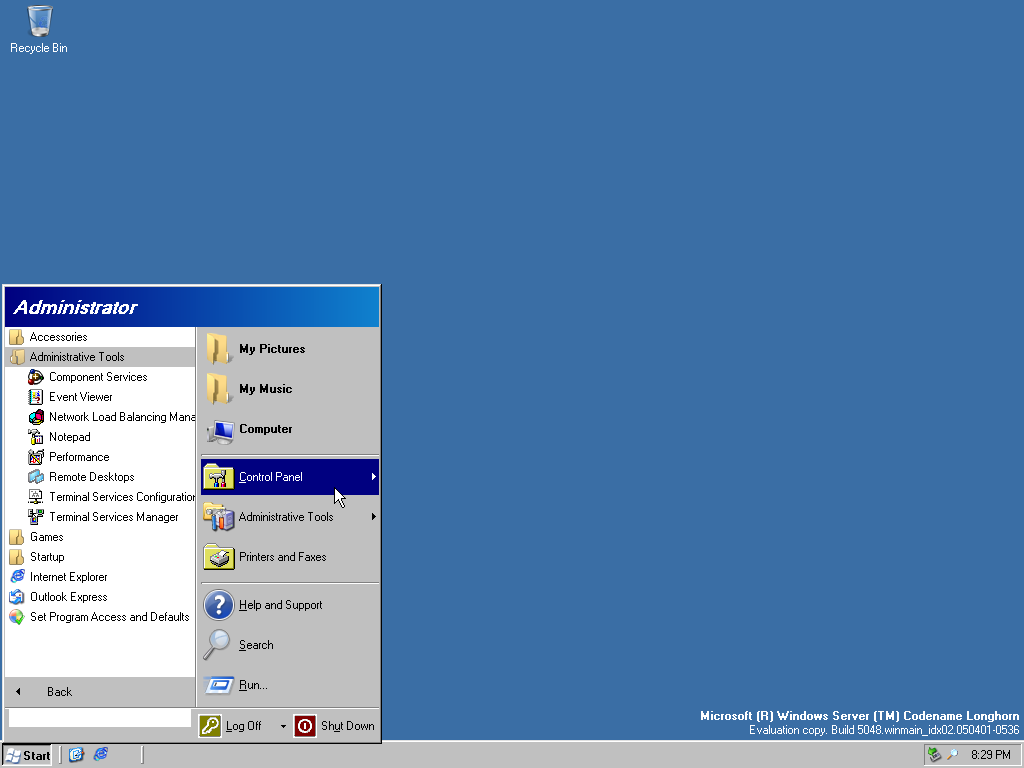 Recycle Bin
Administrator
Accessories
Administrative Tools
Component Services
Event Viewer
Network Load Balancing Mana
Notepad
Performance
Remote Desktops
Terminal Services Configuration
Terminal Services Manager
Games
Startup
Internet Explorer
Outlook Express
Set Program Access and Defaults
Back
My Pictures
My Music
Computer
Control Panel
Administrative Tools
Printers and Faxes
Help and Support
Search
Run...
Log Off
Shut Down
Microsoft (R) Windows Server (TM) Codename Longhorn
Evaluation copy. Build 5048.winmain_idx02.050401-0536
Start
8:29 PM